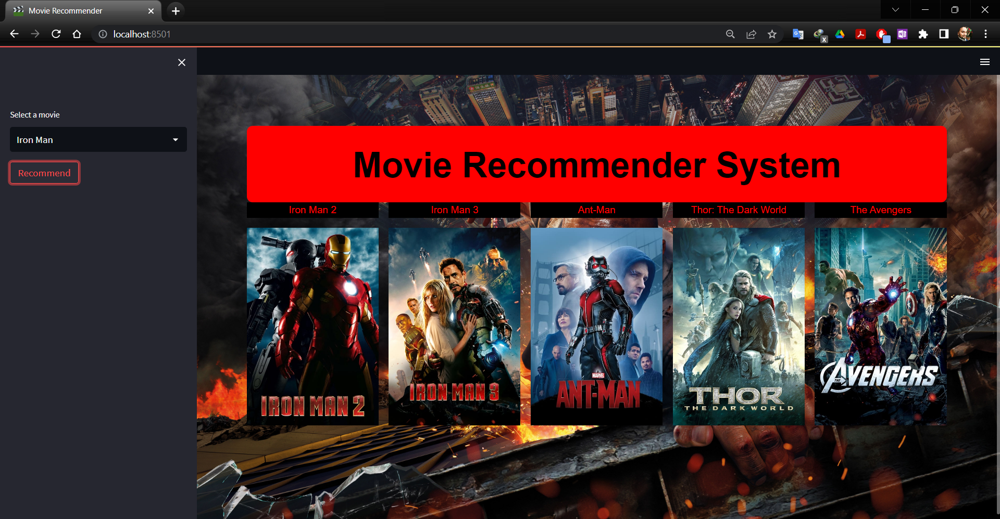 Movie Recommender
localhost:8501
Select a movie
Iron Man
Recommend
Movie Recommender System
Iron Man 2
Iron Man 3
Ant-Man
Thor: The Dark World
The Avengers
IRON MAN 2
IRON MAN 3
MARVEL
ANT-MAN
THOR
THE DARK WORLD
THE AVENGERS